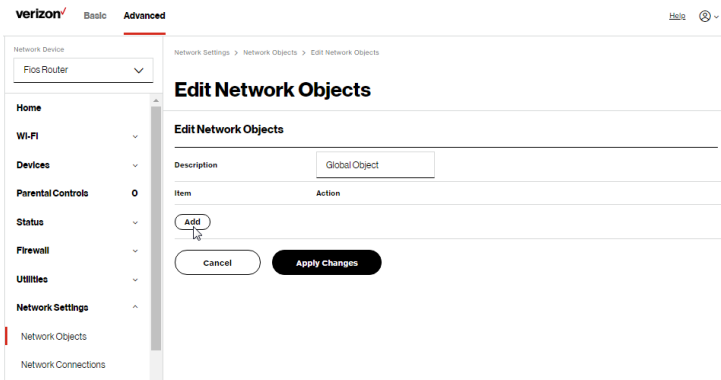 verizon Basic Advanced Help
Network Device
Fios Router
Home
Wi-Fi
Devices
Parental Controls 0
Status
Firewall
Utilities
Network Settings
Network Objects
Network Connections
Network Settings > Network Objects > Edit Network Objects
Edit Network Objects
Edit Network Objects
Description Global Object
Item Action
Add
Cancel Apply Changes